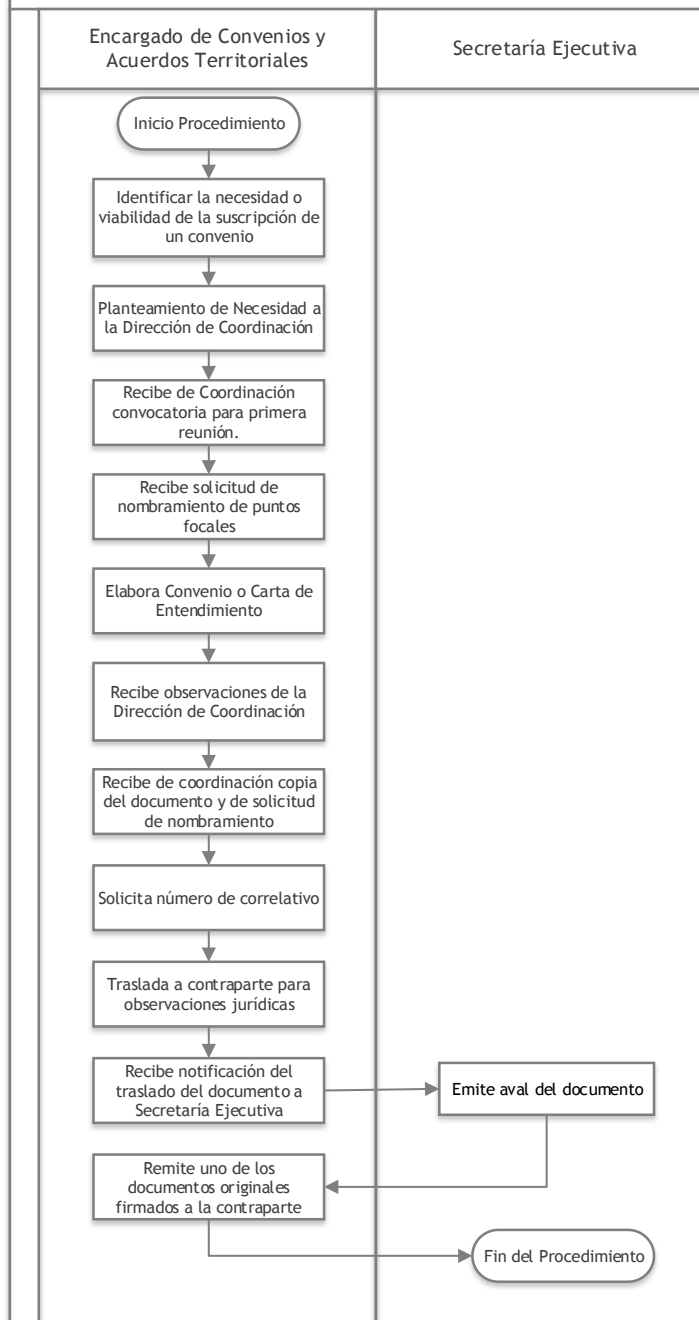 Encargado de Convenios y
Acuerdos Territoriales
Secretaría Ejecutiva
Inicio Procedimiento
Identificar la necesidad o
viabilidad de la suscripción de
un convenio
Planteamiento de Necesidad a
la Dirección de Coordinación
Recibe de Coordinación
convocatoria para primera
reunión.
Recibe solicitud de
nombramiento de puntos
focales
Elabora Convenio o Carta de
Entendimiento
Recibe observaciones de la
Dirección de Coordinación
Recibe de coordinación copia
del documento y de solicitud
de nombramiento
Solicita número de correlativo
Traslada a contraparte para
observaciones jurídicas
Recibe notificación del
traslado del documento a
Secretaría Ejecutiva
Emite aval del documento
Remite uno de los
documentos originales
firmados a la contraparte
Fin del Procedimiento